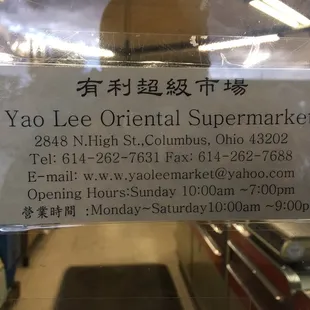 有利超級市場
Yao Lee Oriental Supermarket
2848 N.High St.,Columbus, Ohio 43202
Tel: 614-262-7631 Fax: 614-262-7688
E-mail: w.w.w.yaoleemarket@yahoo.com
Opening Hours:Sunday 10:00am ~7:00pm
營業時間 :Monday~Saturday10:00am ~9:00p